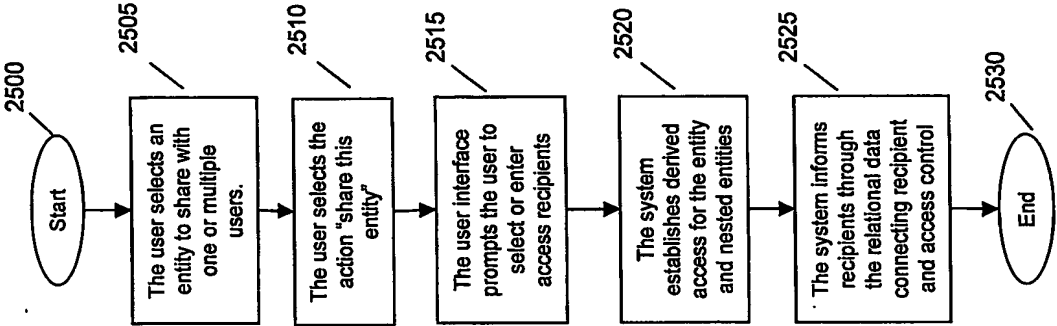 2500
Start
2505
The user selects an
entity to share with
one or multiple
users.
2510
The user selects the
action "share this
entity"
2515
The user interface
prompts the user to
select or enter
access recipients
2520
The system
establishes derived
access for the entity
and nested entities
2525
The system informs
recipients through
the relational data
connecting recipient
and access control
2530
End